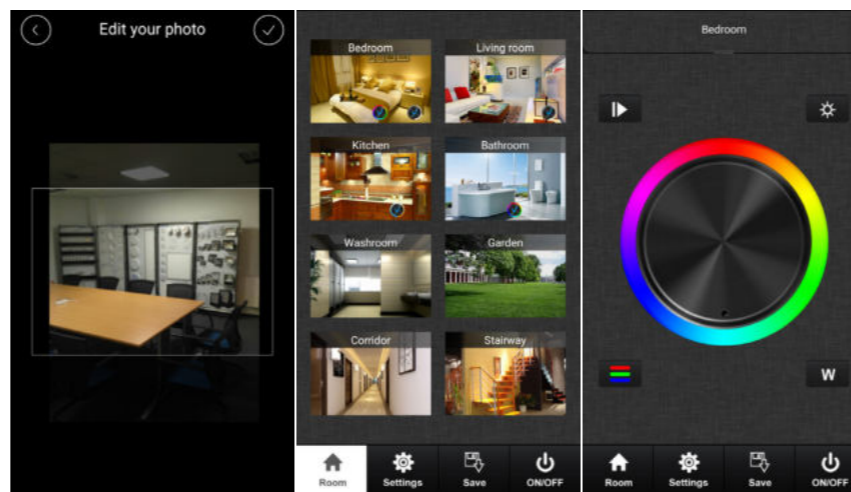 Edit your photo
Bedroom
Living room
Kitchen
Bathroom
Washroom
Garden
Corridor
Stairway
Room
Settings
Save
ON/OFF
Bedroom
W
Room
Settings
Save
ON/OFF